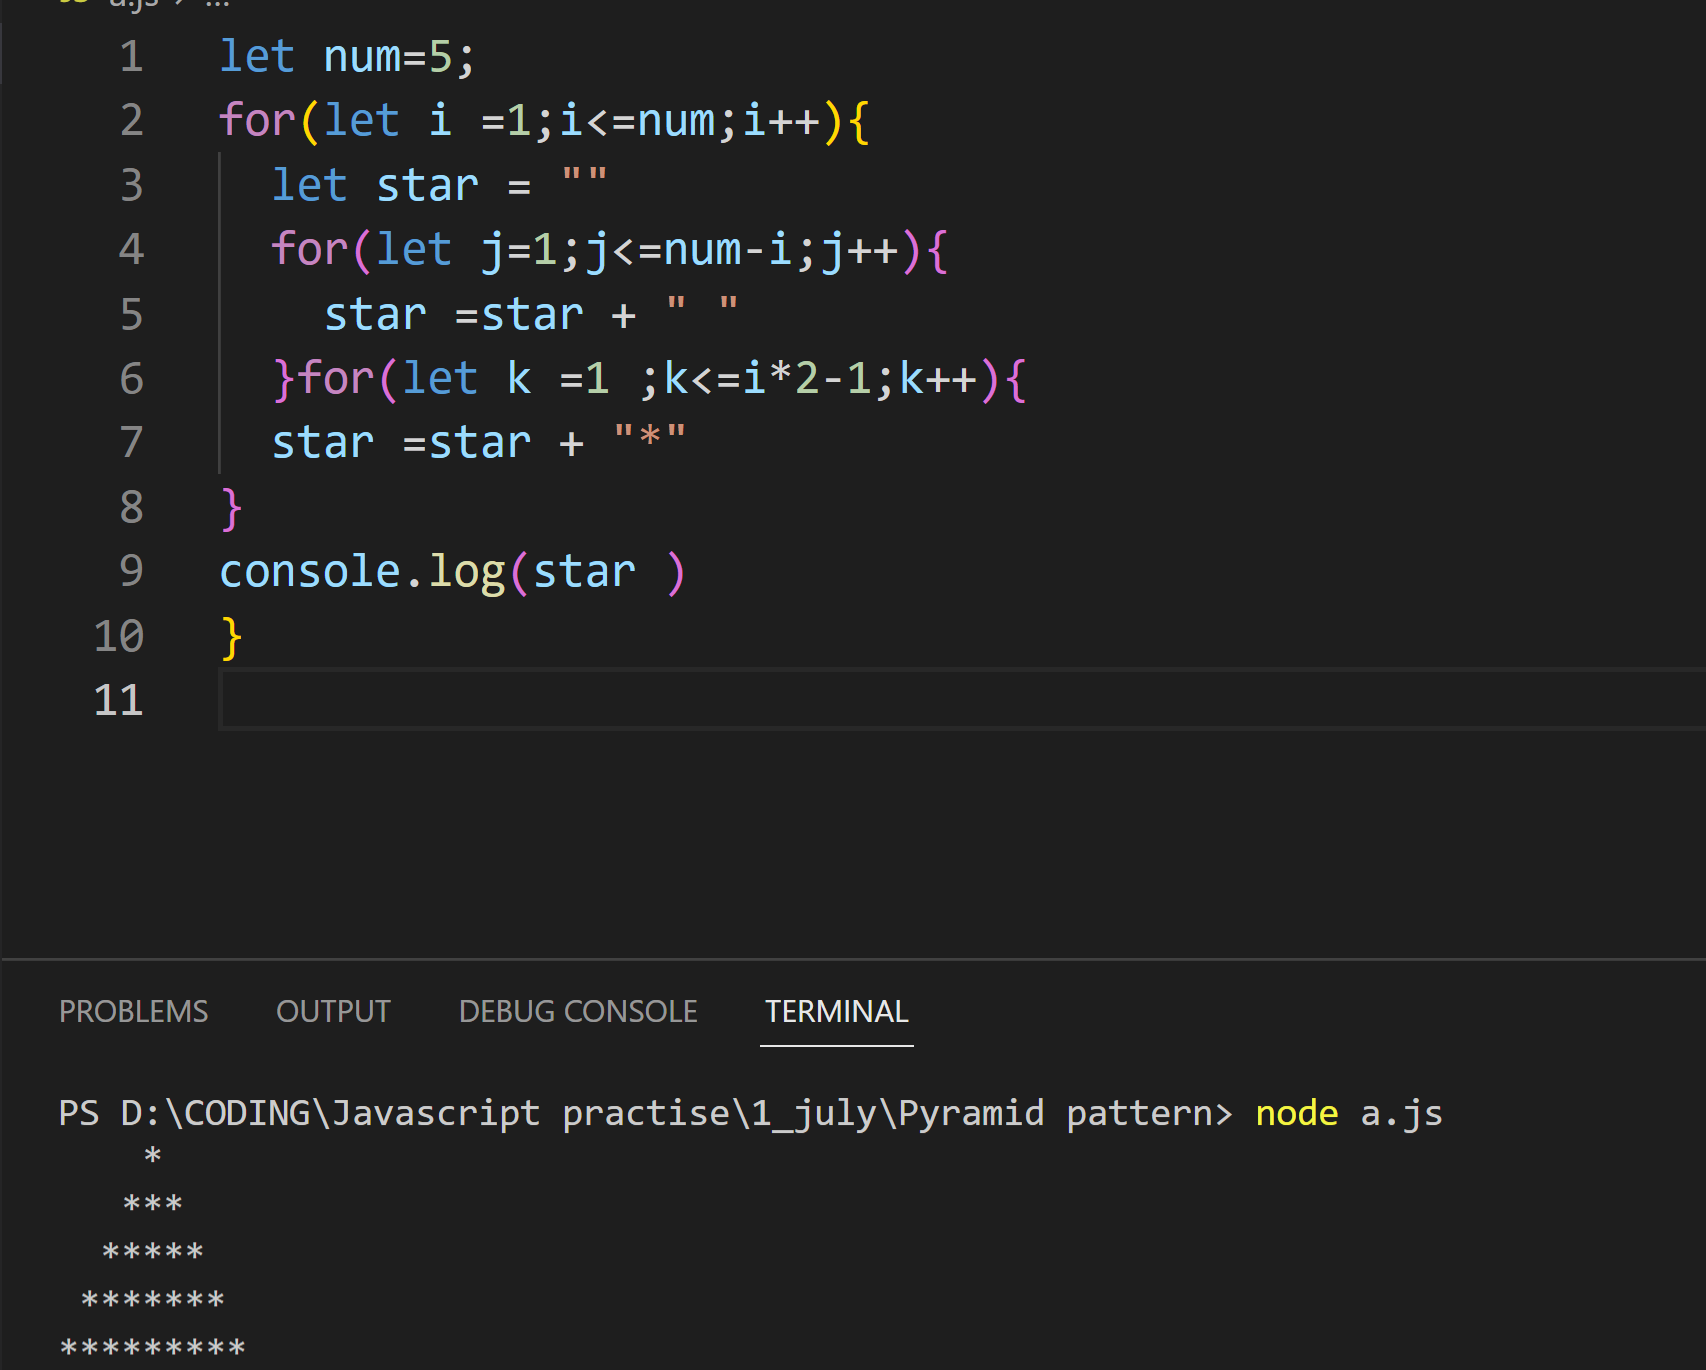 a.js > ...
1 let num=5;
2 for(let i =1;i<=num;i++){
3   let star = ""
4   for(let j=1;j<=num-i;j++){
5     star =star + " "
6   }for(let k =1 ;k<=i*2-1;k++){
7   star =star + "*"
8 }
9 console.log(star )
10 }
11
PROBLEMS OUTPUT DEBUG CONSOLE TERMINAL
PS D:\CODING\Javascript practise\1_july\Pyramid pattern> node a.js
    *
   ***
  *****
 *******
*********